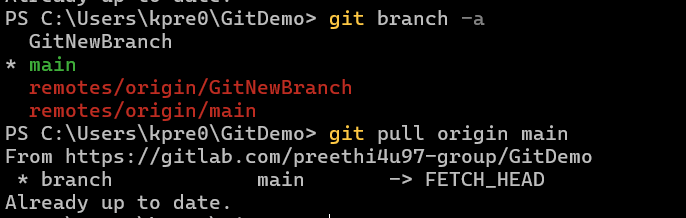 Already up to date.
PS C:\Users\kpre0\GitDemo> git branch -a
  GitNewBranch
* main
  remotes/origin/GitNewBranch
  remotes/origin/main
PS C:\Users\kpre0\GitDemo> git pull origin main
From https://gitlab.com/preethi4u97-group/GitDemo
 * branch            main       -> FETCH_HEAD
Already up to date.